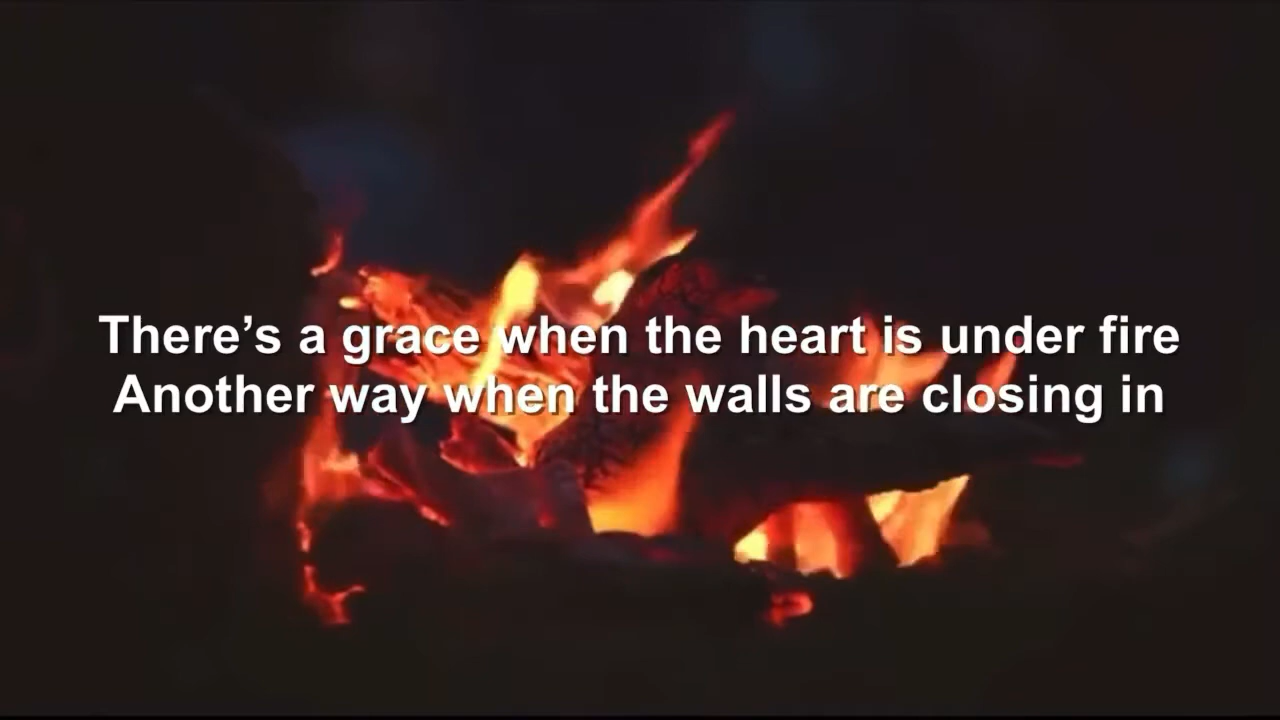 There’s a grace when the heart is under fire
Another way when the walls are closing in